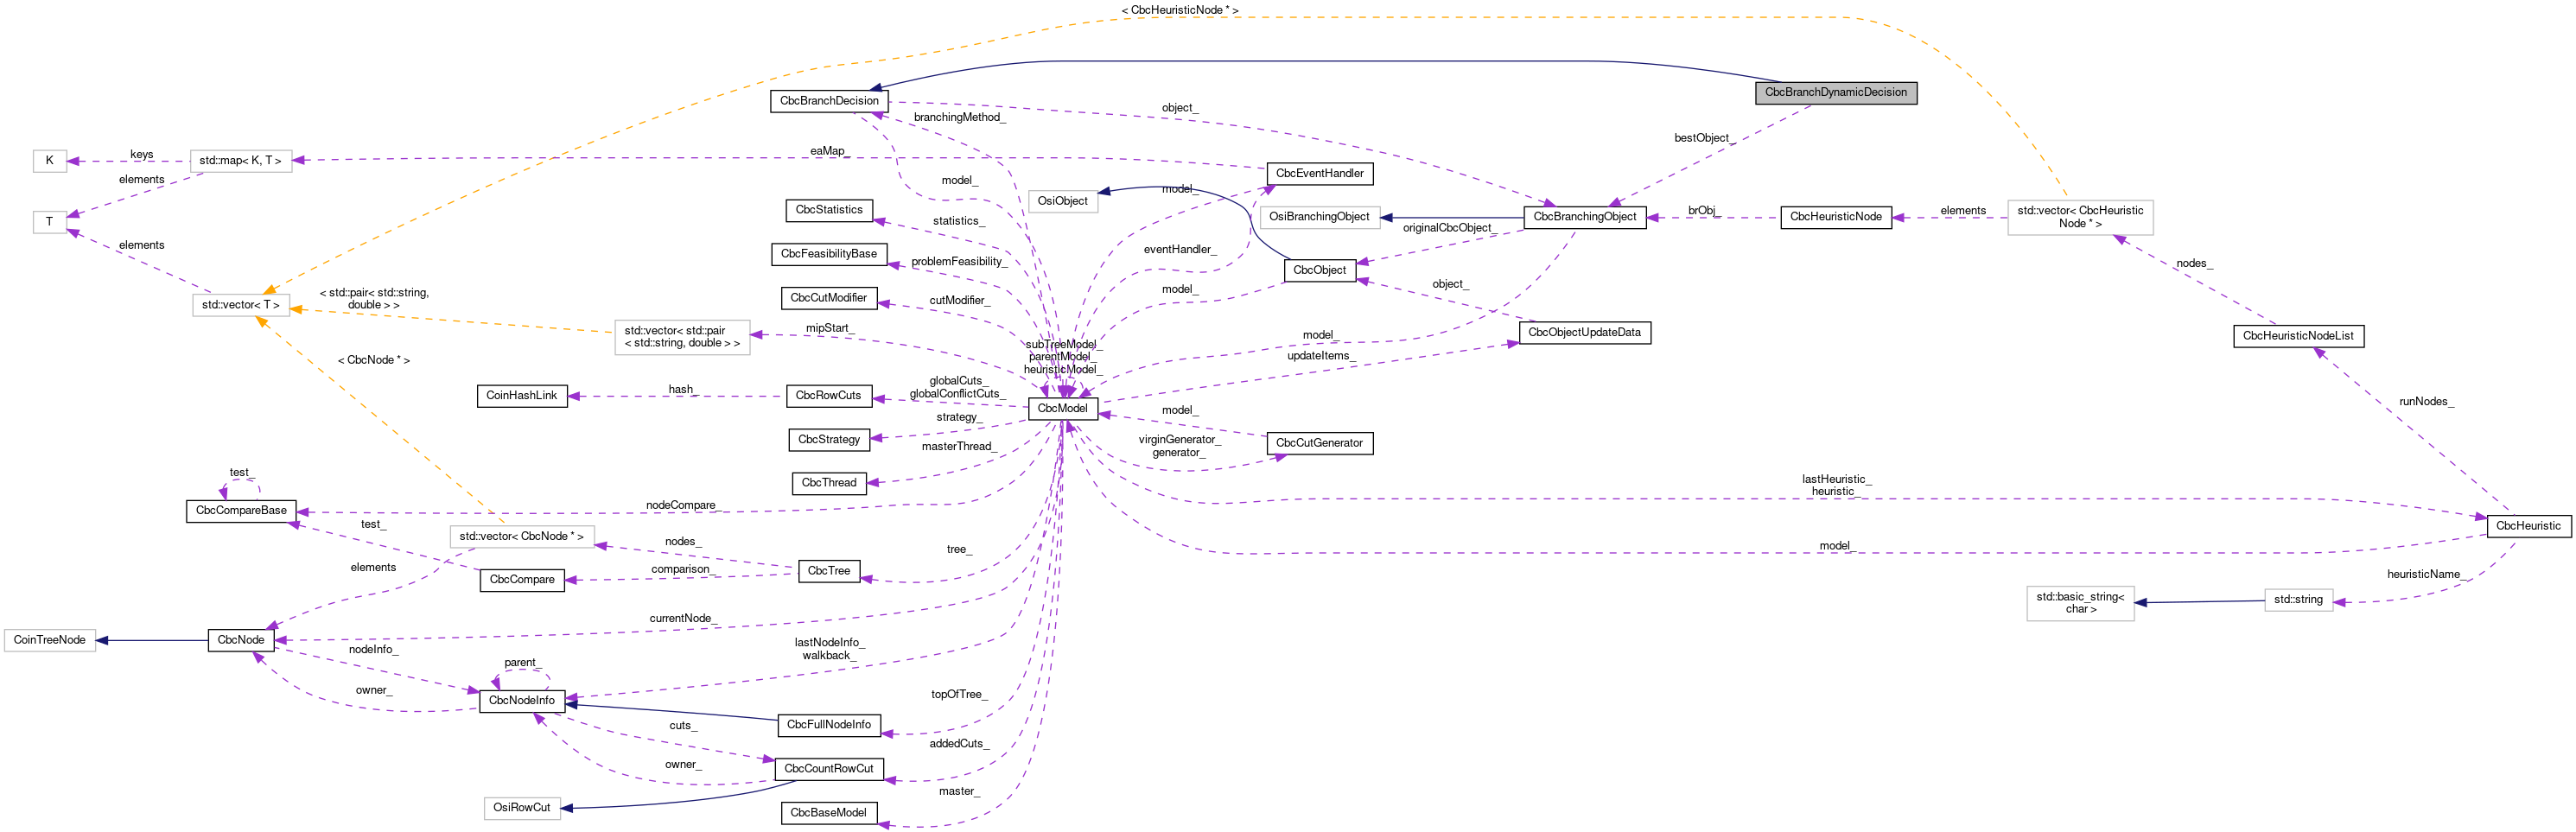 < CbcHeuristicNode * >
CbcBranchDynamicDecision
CbcBranchDecision
object_
branchingMethod_
bestObject_
eaMap_
K
keys
std::map< K, T >
elements
T
elements
model_
CbcEventHandler
model_
OsiObject
CbcStatistics
statistics_
OsiBranchingObject
CbcBranchingObject
brObj_
CbcHeuristicNode
elements
std::vector< CbcHeuristic
Node * >
originalCbcObject_
CbcFeasibilityBase
problemFeasibility_
eventHandler_
CbcObject
nodes_
model_
object_
< std::pair< std::string,
double > >
std::vector< T >
CbcCutModifier
cutModifier_
std::vector< std::pair
< std::string, double > >
mipStart_
model_
CbcObjectUpdateData
CbcHeuristicNodeList
subTreeModel_
parentModel_
heuristicModel_
updateItems_
< CbcNode * >
CoinHashLink
hash_
CbcRowCuts
globalCuts_
globalConflictCuts_
CbcModel
model_
runNodes_
CbcStrategy
strategy_
virginGenerator_
generator_
CbcCutGenerator
masterThread_
CbcThread
test_
CbcCompareBase
nodeCompare_
lastHeuristic_
heuristic_
CbcHeuristic
test_
std::vector< CbcNode * >
nodes_
tree_
model_
elements
CbcCompare
comparison_
CbcTree
heuristicName_
std::basic_string<
char >
std::string
currentNode_
CoinTreeNode
CbcNode
nodeInfo_
lastNodeInfo_
walkback_
parent_
owner_
CbcNodeInfo
topOfTree_
CbcFullNodeInfo
cuts_
addedCuts_
owner_
CbcCountRowCut
OsiRowCut
master_
CbcBaseModel